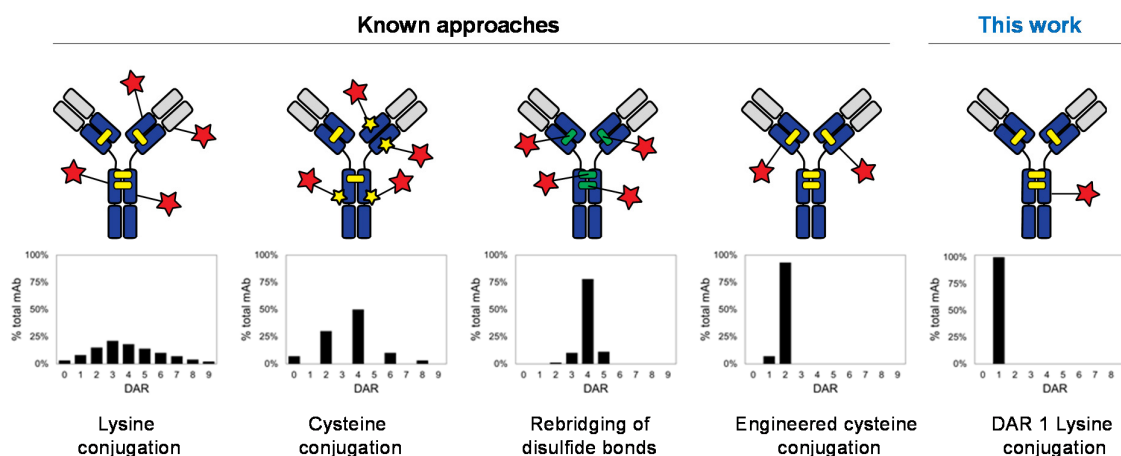 Known approaches
This work
100%
75%
50%
25%
0%
% total mAb
0 1 2 3 4 5 6 7 8 9
DAR
Lysine
conjugation
100%
75%
50%
25%
0%
% total mAb
0 1 2 3 4 5 6 7 8 9
DAR
Cysteine
conjugation
100%
75%
50%
25%
0%
% total mAb
0 1 2 3 4 5 6 7 8 9
DAR
Rebridging of
disulfide bonds
100%
75%
50%
25%
0%
% total mAb
0 1 2 3 4 5 6 7 8 9
DAR
Engineered cysteine
conjugation
100%
75%
50%
25%
0%
% total mAb
0 1 2 3 4 5 6 7 8
DAR
DAR 1 Lysine
conjugation